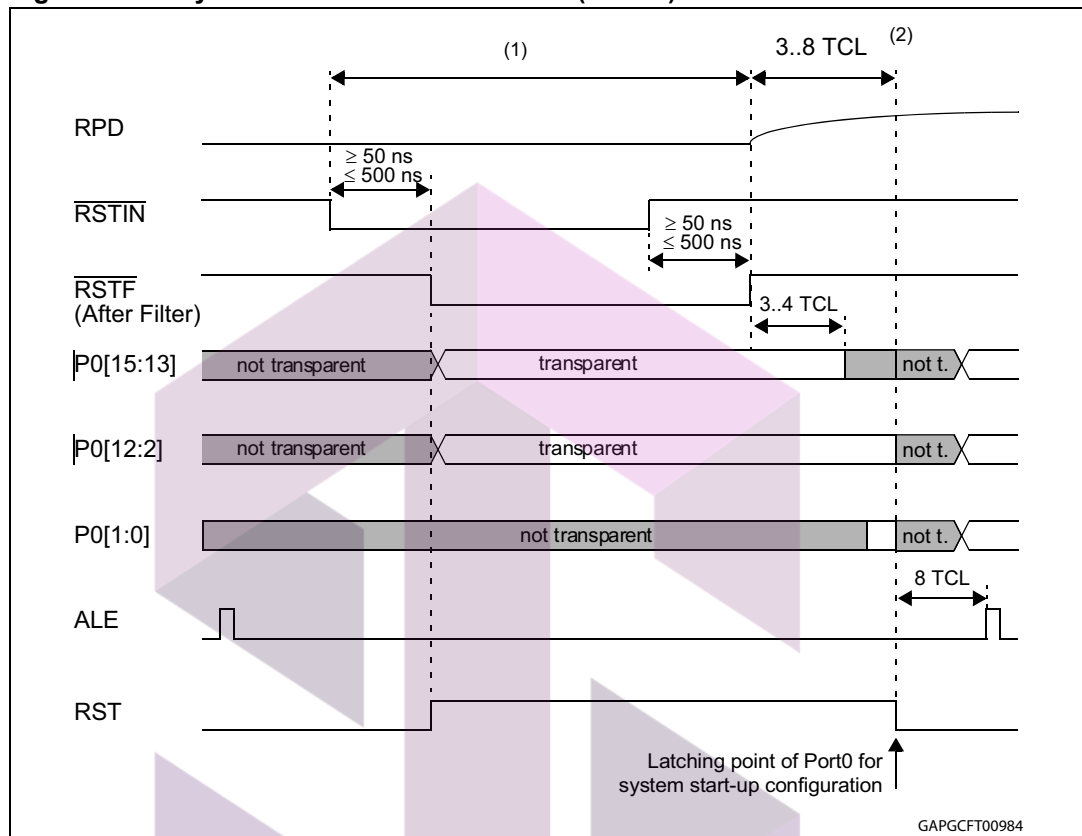 (1)
3..8 TCL (2)
RPD
≥ 50 ns
≤ 500 ns
RSTIN
≥ 50 ns
≤ 500 ns
RSTF
(After Filter)
3..4 TCL
P0[15:13]
not transparent
transparent
not t.
P0[12:2]
not transparent
transparent
not t.
P0[1:0]
not transparent
not t.
8 TCL
ALE
RST
Latching point of Port0 for
system start-up configuration
GAPGCFT00984